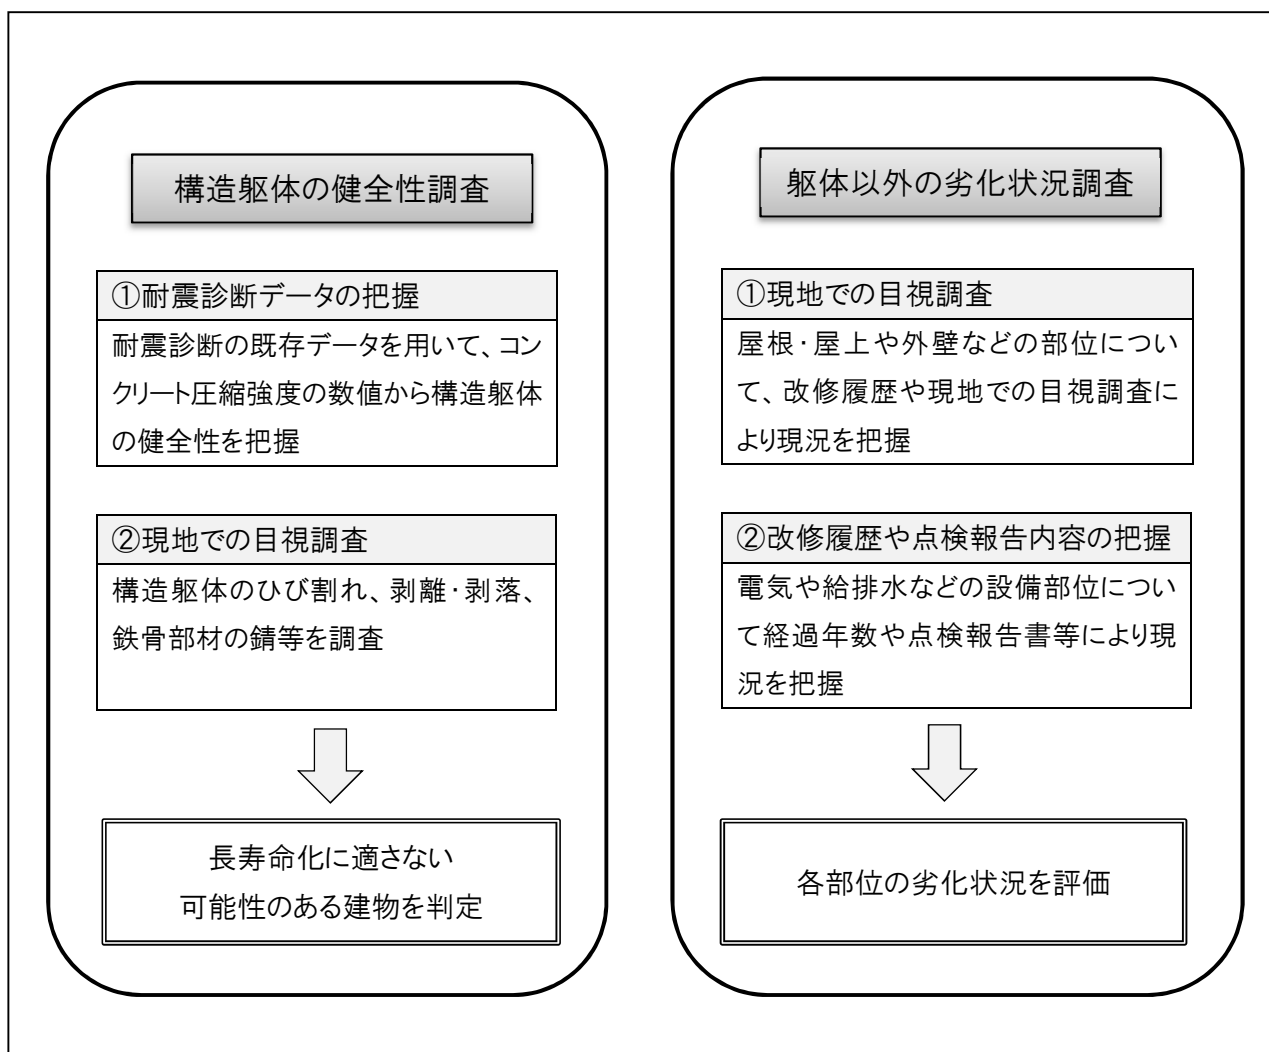 構造躯体の健全性調査
①耐震診断データの把握
耐震診断の既存データを用いて、コン
クリート圧縮強度の数値から構造躯体
の健全性を把握
②現地での目視調査
構造躯体のひび割れ、剥離・剥落、
鉄骨部材の錆等を調査
長寿命化に適さない
可能性のある建物を判定
躯体以外の劣化状況調査
①現地での目視調査
屋根・屋上や外壁などの部位につい
て、改修履歴や現地での目視調査に
より現況を把握
②改修履歴や点検報告内容の把握
電気や給排水などの設備部位につい
て経過年数や点検報告書等により現
況を把握
各部位の劣化状況を評価